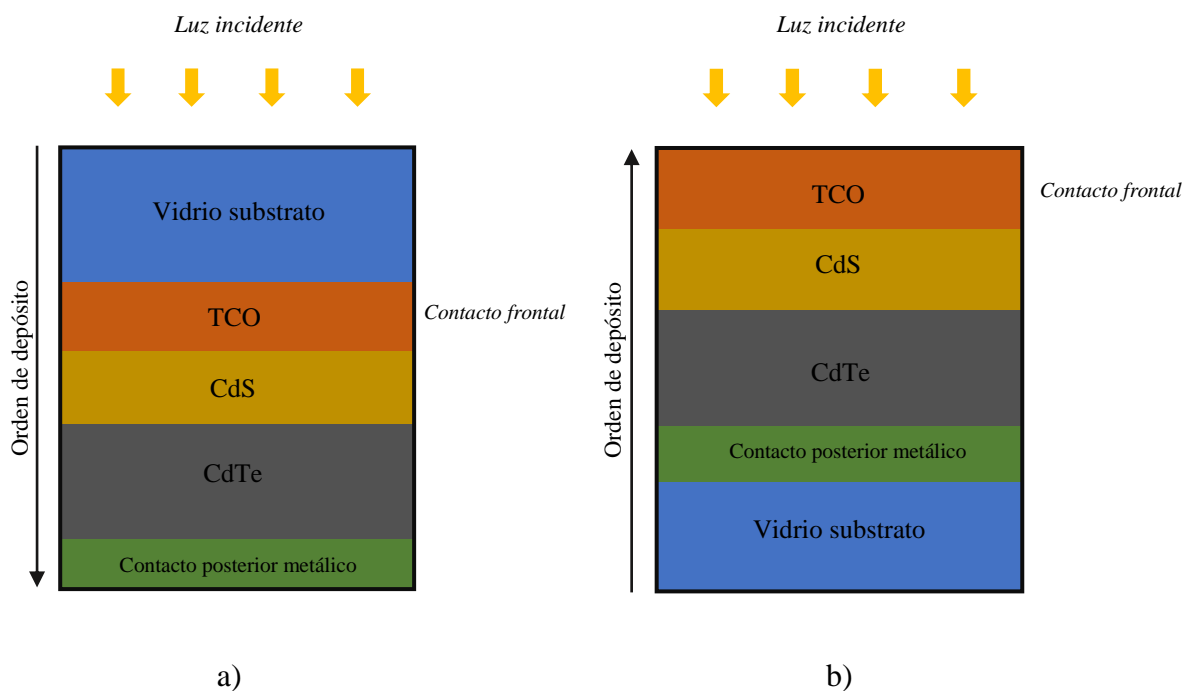 Luz incidente
Orden de depósito
Vidrio substrato
TCO
Contacto frontal
CdS
CdTe
Contacto posterior metálico
a)
Luz incidente
Orden de depósito
TCO
Contacto frontal
CdS
CdTe
Contacto posterior metálico
Vidrio substrato
b)